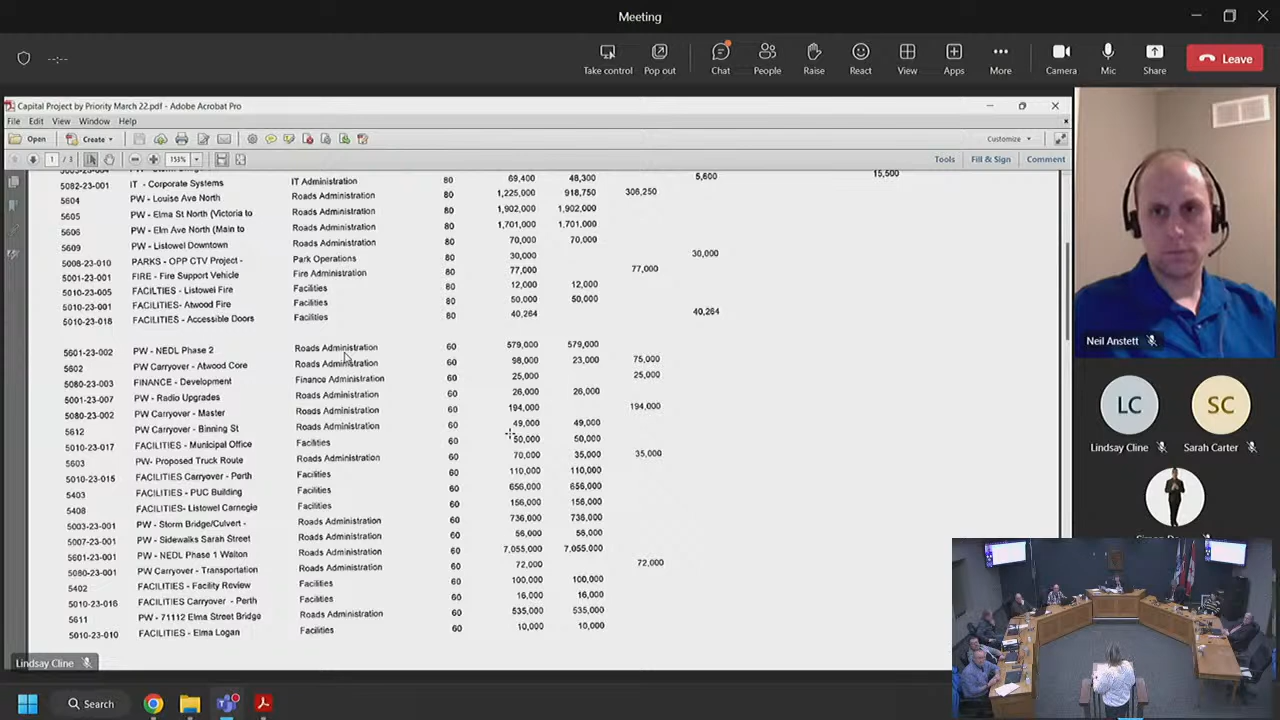 Meeting
--:--
Take control Pop out Chat People Raise React View Apps More Camera Mic Share Leave
Capital Project by Priority March 22.pdf - Adobe Acrobat Pro
File Edit View Window Help
Open Create Customize
1 / 3 153% Tools Fill & Sign Comment
5082-23-001 IT - Corporate Systems IT Administration 80 69,400 48,300 5,600 15,500
5604 PW - Louise Ave North Roads Administration 80 1,225,000 918,750 306,250
5605 PW - Elma St North (Victoria to Roads Administration 80 1,902,000 1,902,000
5606 PW - Elm Ave North (Main to Roads Administration 80 1,701,000 1,701,000
5609 PW - Listowel Downtown Roads Administration 80 70,000 70,000
5008-23-010 PARKS - OPP CTV Project - Park Operations 80 30,000 30,000
5001-23-001 FIRE - Fire Support Vehicle Fire Administration 80 77,000 77,000
5010-23-005 FACILTIES - Listowel Fire Facilities 80 12,000 12,000
5010-23-001 FACILITIES- Atwood Fire Facilities 80 50,000 50,000
5010-23-018 FACILITIES - Accessible Doors Facilities 80 40,264 40,264
5601-23-002 PW - NEDL Phase 2 Roads Administration 60 579,000 579,000
5602 PW Carryover - Atwood Core Roads Administration 60 98,000 23,000 75,000
5080-23-003 FINANCE - Development Finance Administration 60 25,000 25,000
5001-23-007 PW - Radio Upgrades Roads Administration 60 26,000 26,000
5080-23-002 PW Carryover - Master Roads Administration 60 194,000 194,000
5612 PW Carryover - Binning St Roads Administration 60 49,000 49,000
5010-23-017 FACILITIES - Municipal Office Facilities 60 50,000 50,000
5603 PW- Proposed Truck Route Roads Administration 60 70,000 35,000 35,000
5010-23-015 FACILITIES Carryover - Perth Facilities 60 110,000 110,000
5403 FACILITIES - PUC Building Facilities 60 656,000 656,000
5408 FACILITIES- Listowel Carnegie Facilities 60 156,000 156,000
5003-23-001 PW - Storm Bridge/Culvert - Roads Administration 60 736,000 736,000
5007-23-001 PW - Sidewalks Sarah Street Roads Administration 60 56,000 56,000
5601-23-001 PW - NEDL Phase 1 Walton Roads Administration 60 7,055,000 7,055,000
5080-23-001 PW Carryover - Transportation Roads Administration 60 72,000 72,000
5402 FACILITIES - Facility Review Facilities 60 100,000 100,000
5010-23-016 FACILITIES Carryover - Perth Facilities 60 16,000 16,000
5611 PW - 71112 Elma Street Bridge Roads Administration 60 535,000 535,000
5010-23-010 FACILITIES - Elma Logan Facilities 60 10,000 10,000
Lindsay Cline
Neil Anstett
LC SC
Lindsay Cline Sarah Carter
Search